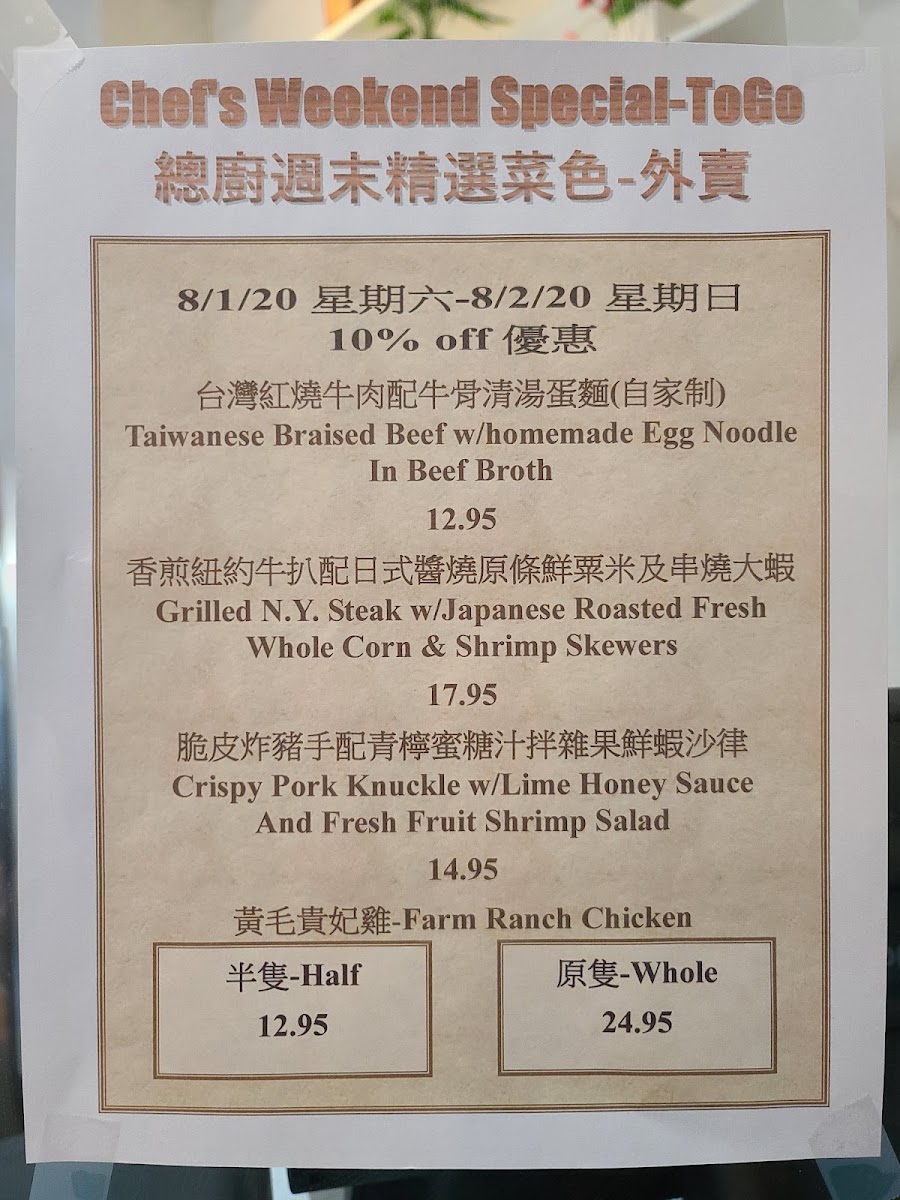 Chef's Weekend Special-ToGo
總廚週末精選菜色-外賣
8/1/20 星期六-8/2/20 星期日
10% off 優惠
台灣紅燒牛肉配牛骨清湯蛋麵(自家制)
Taiwanese Braised Beef w/homemade Egg Noodle
In Beef Broth
12.95
香煎紐約牛扒配日式醬燒原條鮮粟米及串燒大蝦
Grilled N.Y. Steak w/Japanese Roasted Fresh
Whole Corn & Shrimp Skewers
17.95
脆皮炸豬手配青檸蜜糖汁拌雜果鮮蝦沙律
Crispy Pork Knuckle w/Lime Honey Sauce
And Fresh Fruit Shrimp Salad
14.95
黃毛貴妃雞-Farm Ranch Chicken
半隻-Half
12.95
原隻-Whole
24.95